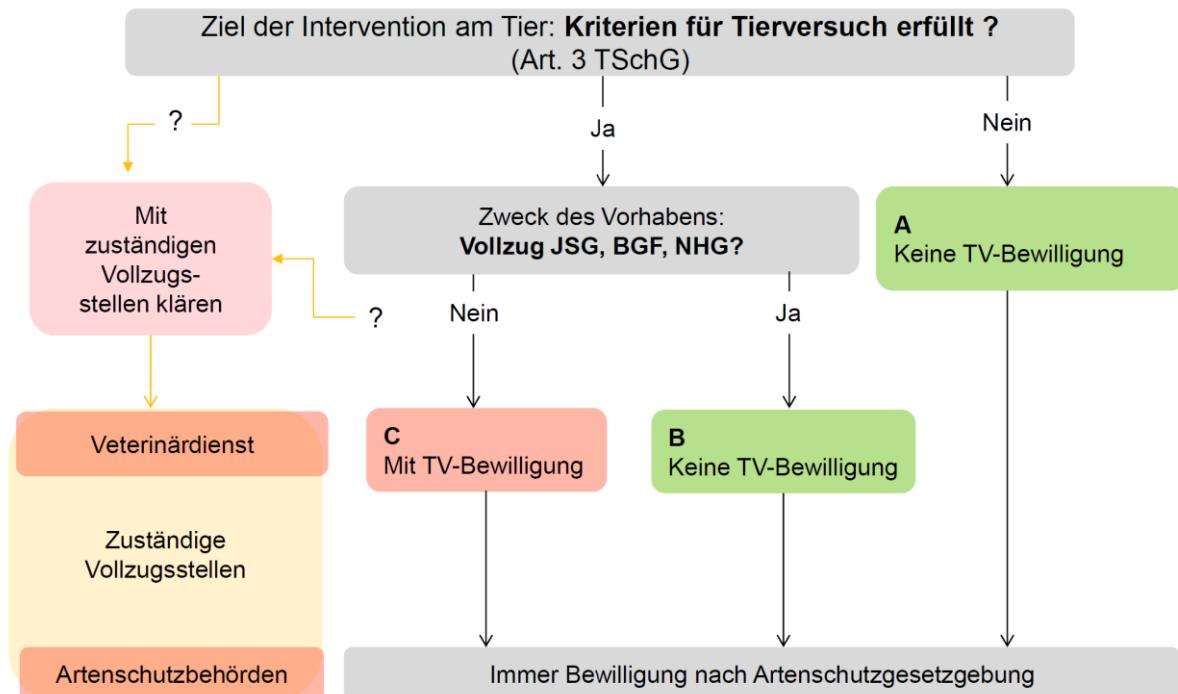 Ziel der Intervention am Tier: Kriterien für Tierversuch erfüllt ?
(Art. 3 TSchG)
?
Ja
Nein
Mit
zuständigen
Vollzugs-
stellen klären
Zweck des Vorhabens:
Vollzug JSG, BGF, NHG?
A
Keine TV-Bewilligung
?
Nein
Ja
Veterinärdienst
C
Mit TV-Bewilligung
B
Keine TV-Bewilligung
Zuständige
Vollzugsstellen
Artenschutzbehörden
Immer Bewilligung nach Artenschutzgesetzgebung